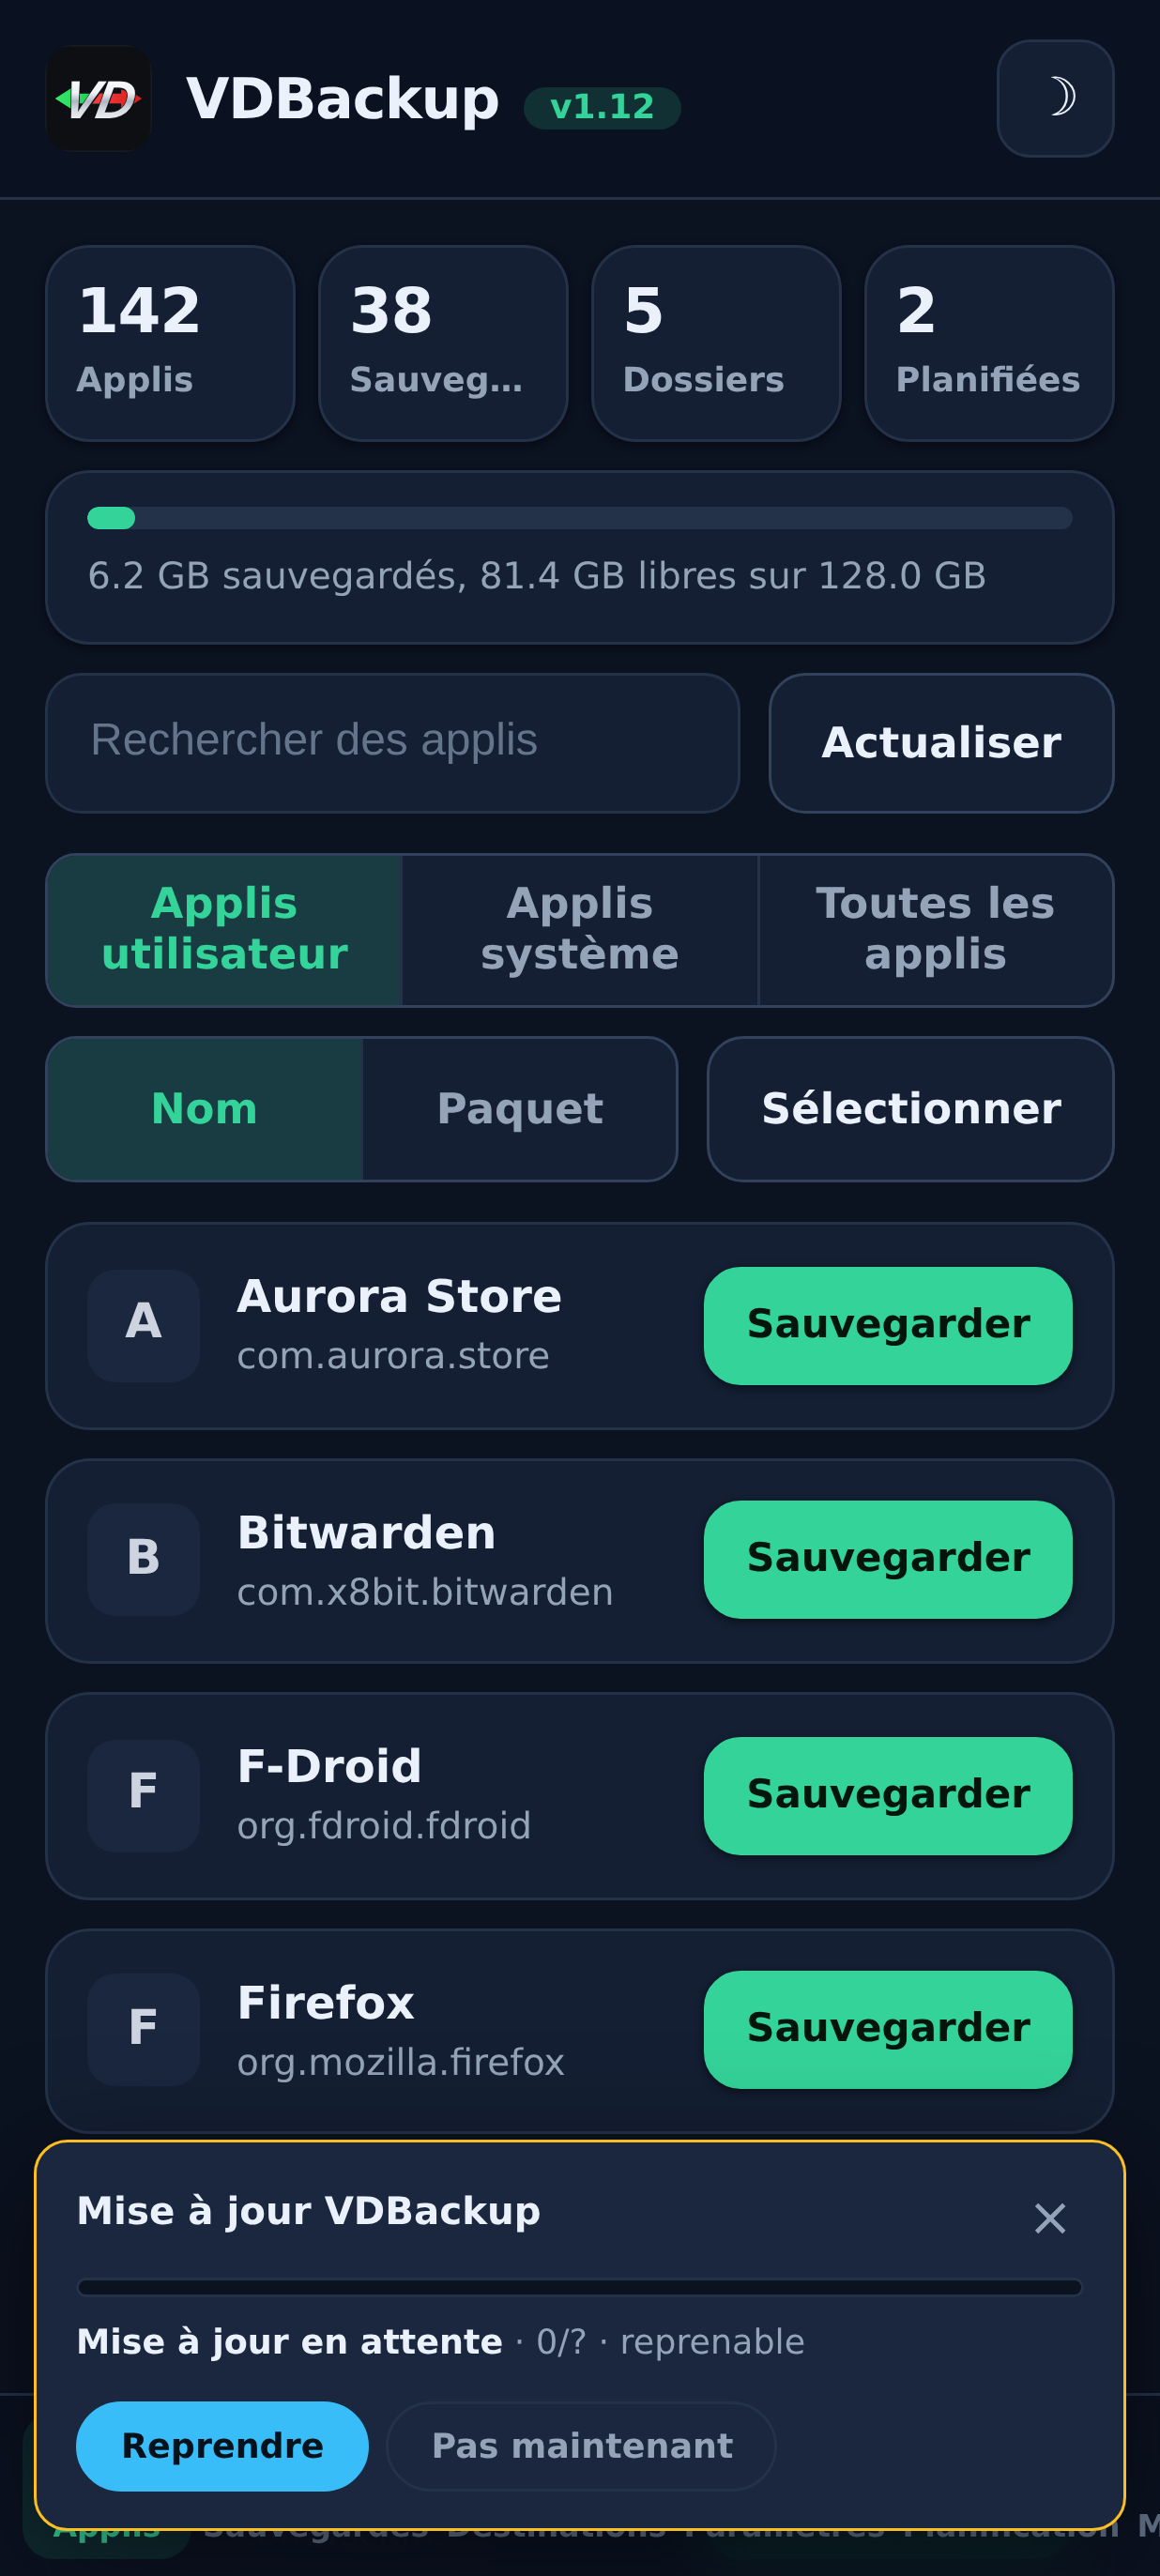 VD
VDBackup v1.12
142
Applis
38
Sauveg...
5
Dossiers
2
Planifiées
6.2 GB sauvegardés, 81.4 GB libres sur 128.0 GB
Rechercher des applis
Actualiser
Applis
utilisateur
Applis
système
Toutes les
applis
Nom
Paquet
Sélectionner
A
Aurora Store
com.aurora.store
Sauvegarder
B
Bitwarden
com.x8bit.bitwarden
Sauvegarder
F
F-Droid
org.fdroid.fdroid
Sauvegarder
F
Firefox
org.mozilla.firefox
Sauvegarder
Mise à jour VDBackup
×
Mise à jour en attente · 0/? · reprenable
Reprendre
Pas maintenant